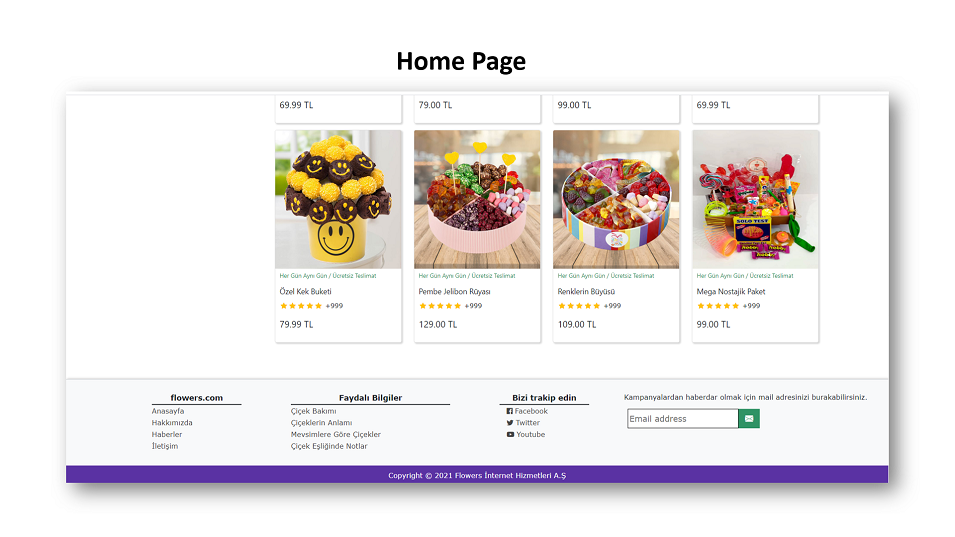 Home Page
69.99 TL 79.00 TL 99.00 TL 69.99 TL
SOLO TEST
Her Gün Aynı Gün / Ücretsiz Teslimat Her Gün Aynı Gün / Ücretsiz Teslimat Her Gün Aynı Gün / Ücretsiz Teslimat Her Gün Aynı Gün / Ücretsiz Teslimat
Özel Kek Buketi Pembe Jelibon Rüyası Renklerin Büyüsü Mega Nostajik Paket
+999 +999 +999 +999
79.99 TL 129.00 TL 109.00 TL 99.00 TL
flowers.com
Anasayfa
Hakkımızda
Haberler
İletişim
Faydalı Bilgiler
Çiçek Bakımı
Çiçeklerin Anlamı
Mevsimlere Göre Çiçekler
Çiçek Eşliğinde Notlar
Bizi trakip edin
Facebook
Twitter
Youtube
Kampanyalardan haberdar olmak için mail adresinizi burakabilirsiniz.
Email address
Copyright © 2021 Flowers İnternet Hizmetleri A.Ş